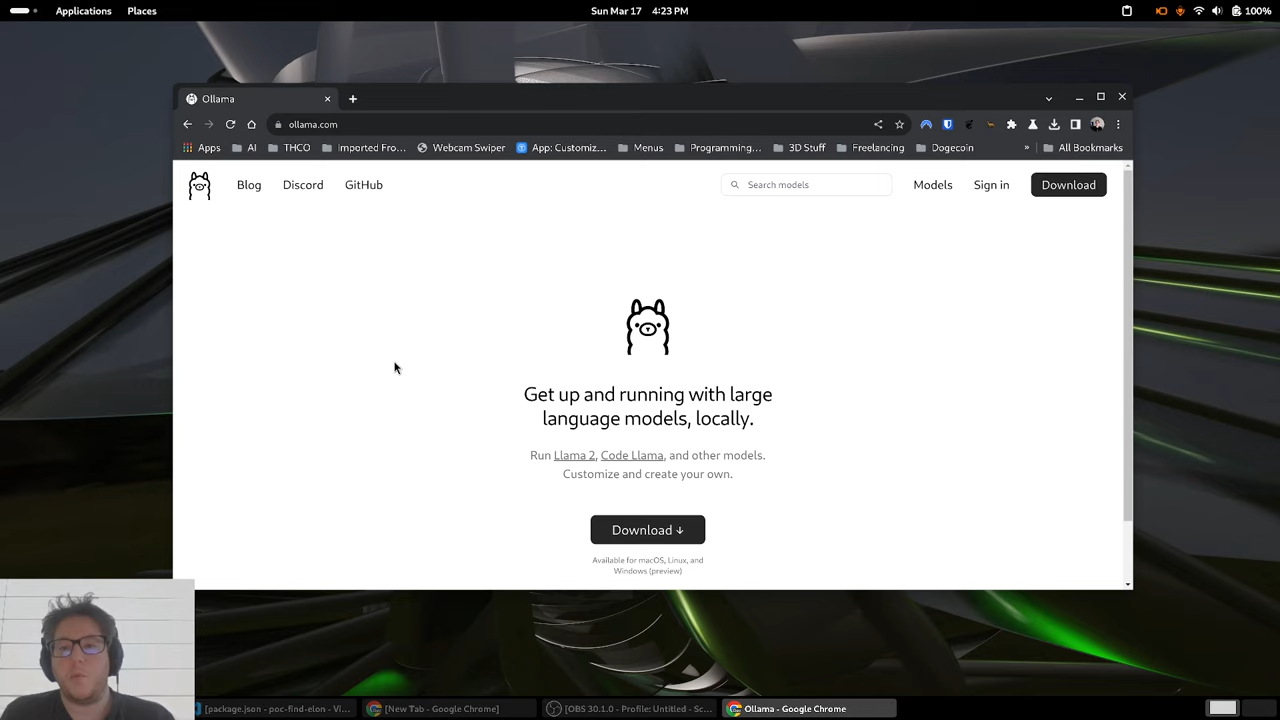 Applications Places Sun Mar 17 4:23 PM 100%
Ollama
ollama.com
Apps AI THCO Imported Fro... Webcam Swiper App: Customiz... Menus Programming... 3D Stuff Freelancing Dogecoin » All Bookmarks
Blog Discord GitHub Search models Models Sign in Download
Get up and running with large
language models, locally.
Run Llama 2, Code Llama, and other models.
Customize and create your own.
Download ↓
Available for macOS, Linux, and
Windows (preview)
[package.json - poc-find-elon - Vi... [New Tab - Google Chrome] [OBS 30.1.0 - Profile: Untitled - Sc... Ollama - Google Chrome